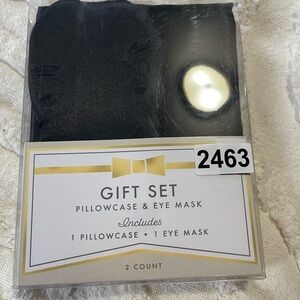 2463
GIFT SET
PILLOWCASE & EYE MASK
Includes
1 PILLOWCASE • 1 EYE MASK
2 COUNT